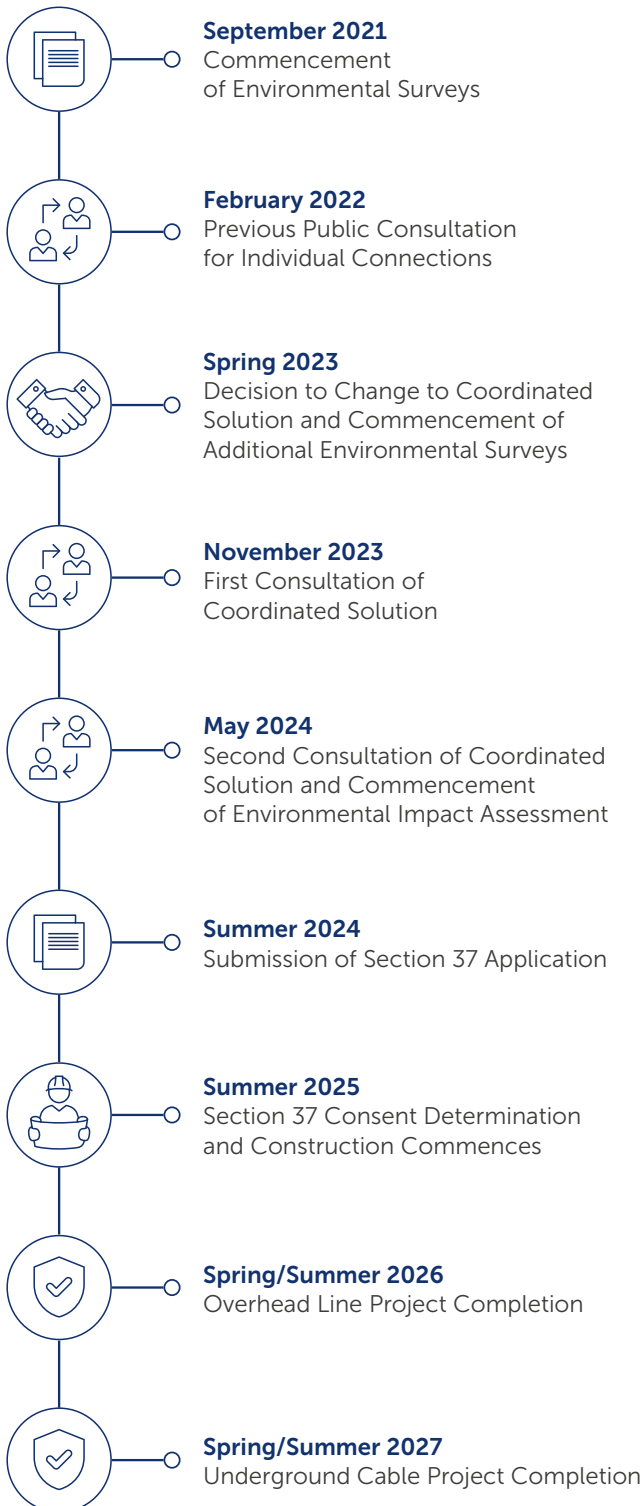 September 2021
Commencement
of Environmental Surveys
February 2022
Previous Public Consultation
for Individual Connections
Spring 2023
Decision to Change to Coordinated
Solution and Commencement of
Additional Environmental Surveys
November 2023
First Consultation of
Coordinated Solution
May 2024
Second Consultation of Coordinated
Solution and Commencement
of Environmental Impact Assessment
Summer 2024
Submission of Section 37 Application
Summer 2025
Section 37 Consent Determination
and Construction Commences
Spring/Summer 2026
Overhead Line Project Completion
Spring/Summer 2027
Underground Cable Project Completion